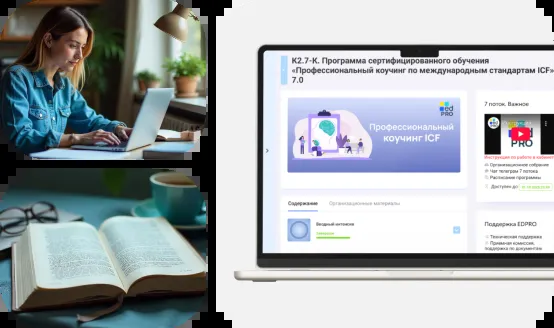 К2.7-К. Программа сертифицированного обучения
«Профессиональный коучинг по международным стандартам ICF»
7.0
ed
PRO
Профессиональный
коучинг ICF
Содержание
Организационные материалы
Вводный интенсив
7 поток. Важное
PRO
Инструкция по работе в кабинете
Организационное собрание
Чат телеграм 7 потока
Расписание программы
Доступен до
Поддержка EDPRO
Техническая поддержка
Приемная комиссия,
поддержка по документам